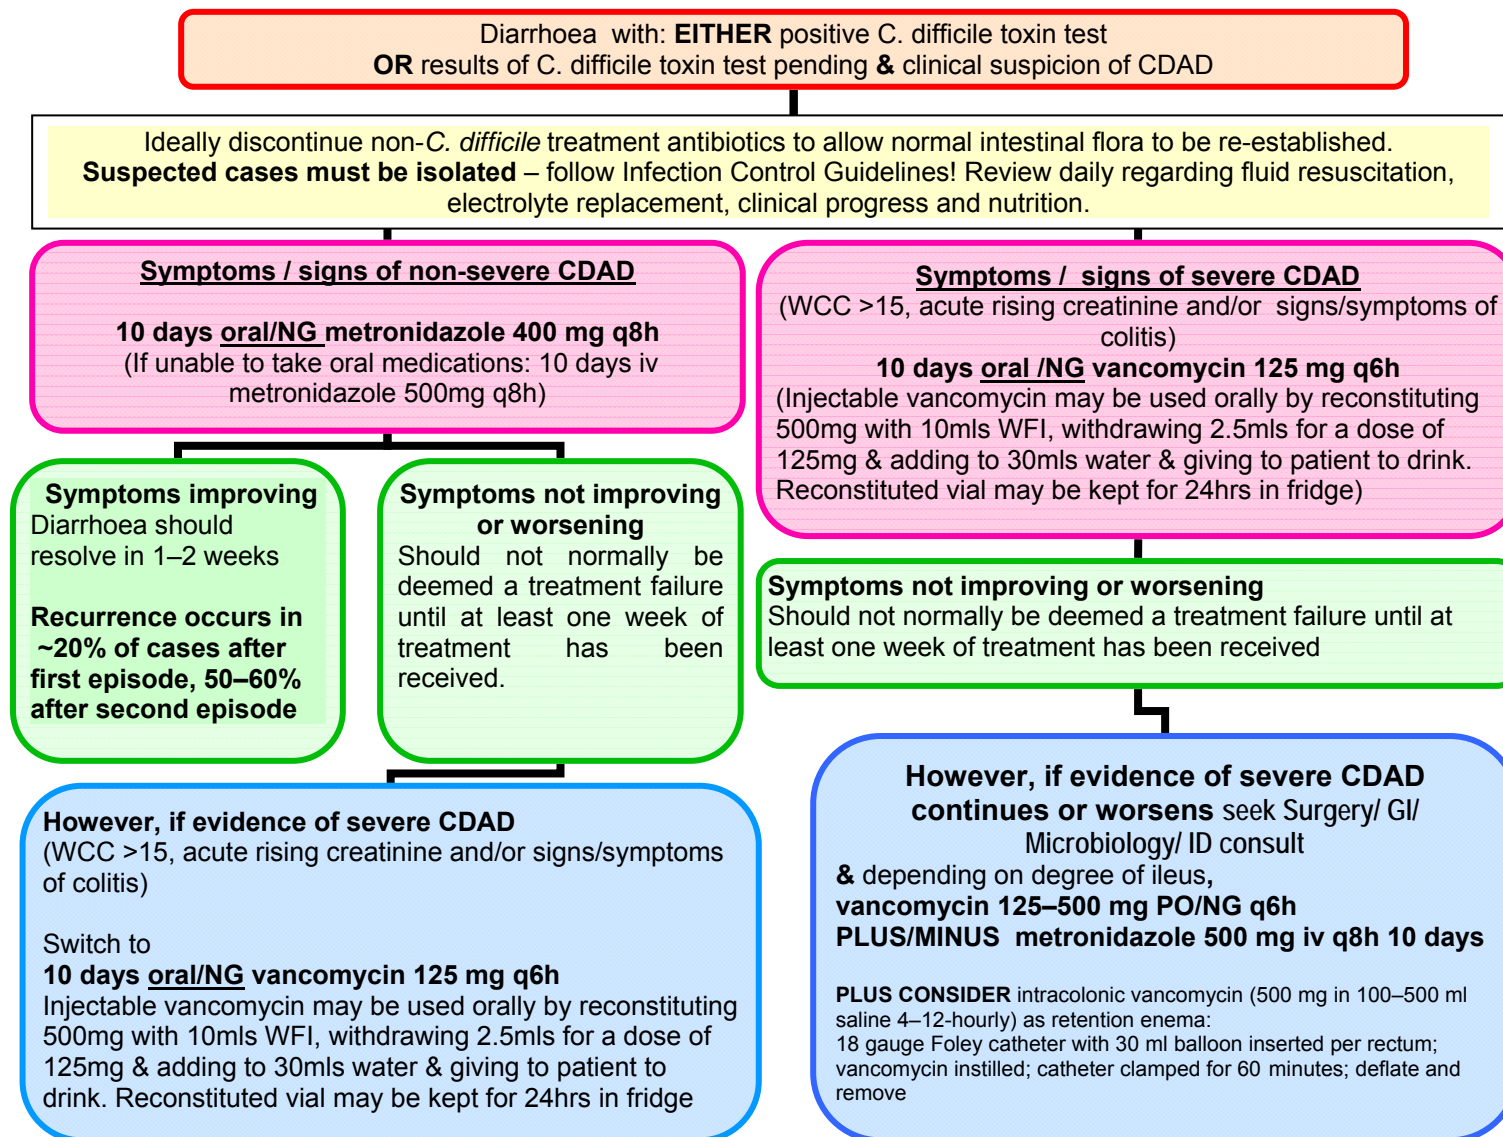 Diarrhoea with: EITHER positive C. difficile toxin test
OR results of C. difficile toxin test pending & clinical suspicion of CDAD
Ideally discontinue non-C. difficile treatment antibiotics to allow normal intestinal flora to be re-established.
Suspected cases must be isolated – follow Infection Control Guidelines! Review daily regarding fluid resuscitation,
electrolyte replacement, clinical progress and nutrition.
Symptoms / signs of non-severe CDAD
10 days oral/NG metronidazole 400 mg q8h
(If unable to take oral medications: 10 days iv
metronidazole 500mg q8h)
Symptoms / signs of severe CDAD
(WCC >15, acute rising creatinine and/or signs/symptoms of
colitis)
10 days oral /NG vancomycin 125 mg q6h
(Injectable vancomycin may be used orally by reconstituting
500mg with 10mls WFI, withdrawing 2.5mls for a dose of
125mg & adding to 30mls water & giving to patient to drink.
Reconstituted vial may be kept for 24hrs in fridge)
Symptoms improving
Diarrhoea should
resolve in 1–2 weeks
Recurrence occurs in
~20% of cases after
first episode, 50–60%
after second episode
Symptoms not improving
or worsening
Should not normally be
deemed a treatment failure
until at least one week of
treatment has been
received.
Symptoms not improving or worsening
Should not normally be deemed a treatment failure until at
least one week of treatment has been received
However, if evidence of severe CDAD
(WCC >15, acute rising creatinine and/or signs/symptoms
of colitis)
Switch to
10 days oral/NG vancomycin 125 mg q6h
Injectable vancomycin may be used orally by reconstituting
500mg with 10mls WFI, withdrawing 2.5mls for a dose of
125mg & adding to 30mls water & giving to patient to
drink. Reconstituted vial may be kept for 24hrs in fridge
However, if evidence of severe CDAD
continues or worsens seek Surgery/ GI/
Microbiology/ ID consult
& depending on degree of ileus,
vancomycin 125–500 mg PO/NG q6h
PLUS/MINUS metronidazole 500 mg iv q8h 10 days
PLUS CONSIDER intracolonic vancomycin (500 mg in 100–500 ml
saline 4–12-hourly) as retention enema:
18 gauge Foley catheter with 30 ml balloon inserted per rectum;
vancomycin instilled; catheter clamped for 60 minutes; deflate and
remove